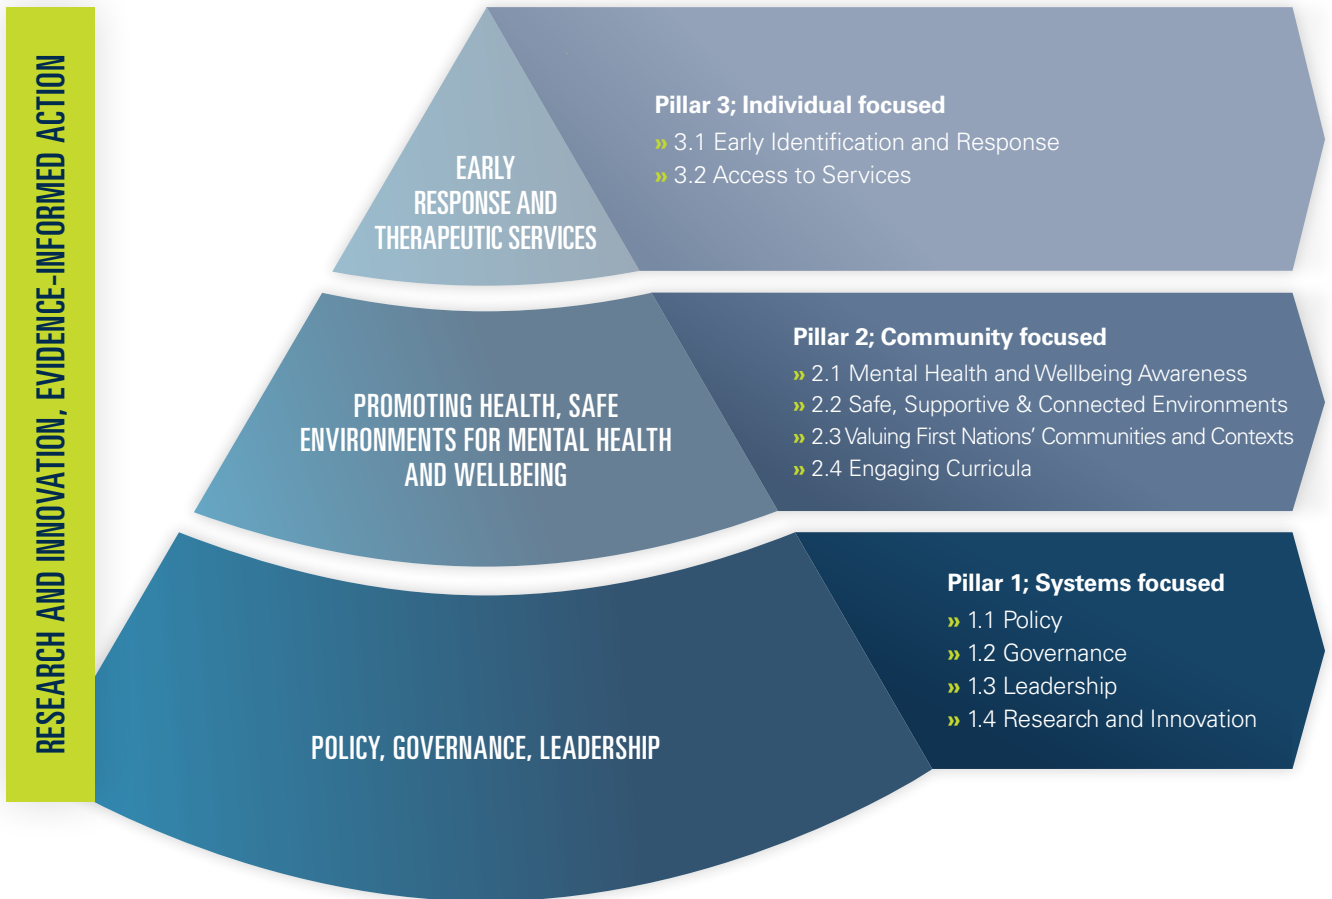 RESEARCH AND INNOVATION, EVIDENCE-INFORMED ACTION
EARLY
RESPONSE AND
THERAPEUTIC SERVICES
Pillar 3; Individual focused
» 3.1 Early Identification and Response
» 3.2 Access to Services
PROMOTING HEALTH, SAFE
ENVIRONMENTS FOR MENTAL HEALTH
AND WELLBEING
Pillar 2; Community focused
» 2.1 Mental Health and Wellbeing Awareness
» 2.2 Safe, Supportive & Connected Environments
» 2.3 Valuing First Nations’ Communities and Contexts
» 2.4 Engaging Curricula
POLICY, GOVERNANCE, LEADERSHIP
Pillar 1; Systems focused
» 1.1 Policy
» 1.2 Governance
» 1.3 Leadership
» 1.4 Research and Innovation